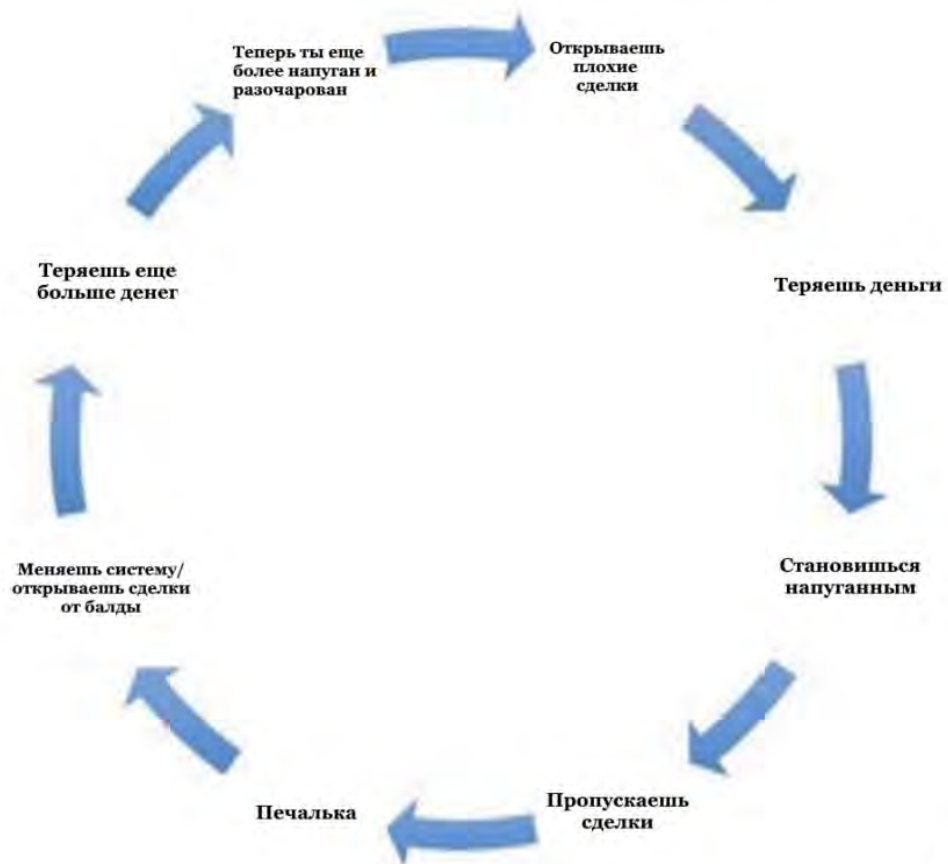 Теперь ты еще
более напуган и
разочарован
Открываешь
плохие
сделки
Теряешь деньги
Становишься
напуганным
Пропускаешь
сделки
Печалька
Меняешь систему/
открываешь сделки
от балды
Теряешь еще
больше денег